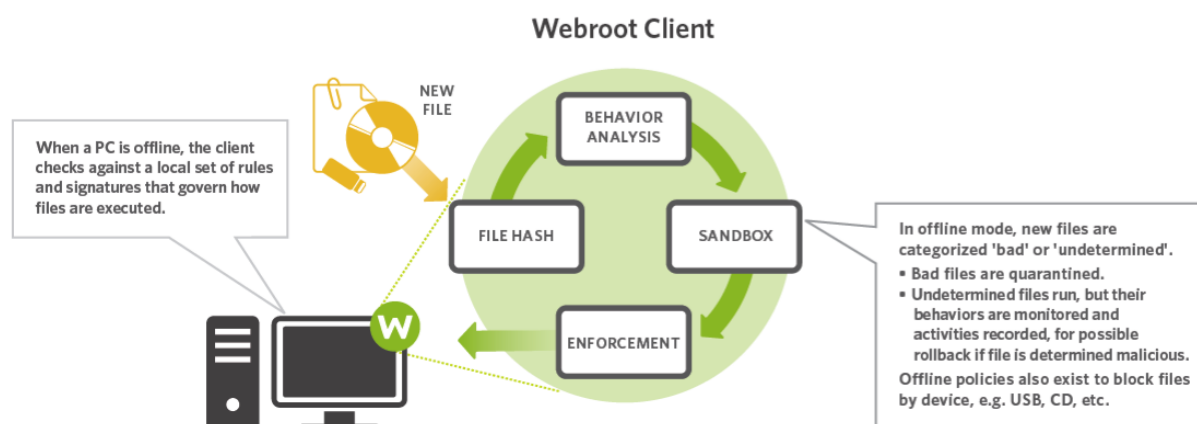 Webroot Client
NEW
FILE
When a PC is offline, the client
checks against a local set of rules
and signatures that govern how
files are executed.
BEHAVIOR
ANALYSIS
FILE HASH
SANDBOX
ENFORCEMENT
W
In offline mode, new files are
categorized 'bad' or 'undetermined'.
▪ Bad files are quarantined.
▪ Undetermined files run, but their
behaviors are monitored and
activities recorded, for possible
rollback if file is determined malicious.
Offline policies also exist to block files
by device, e.g. USB, CD, etc.